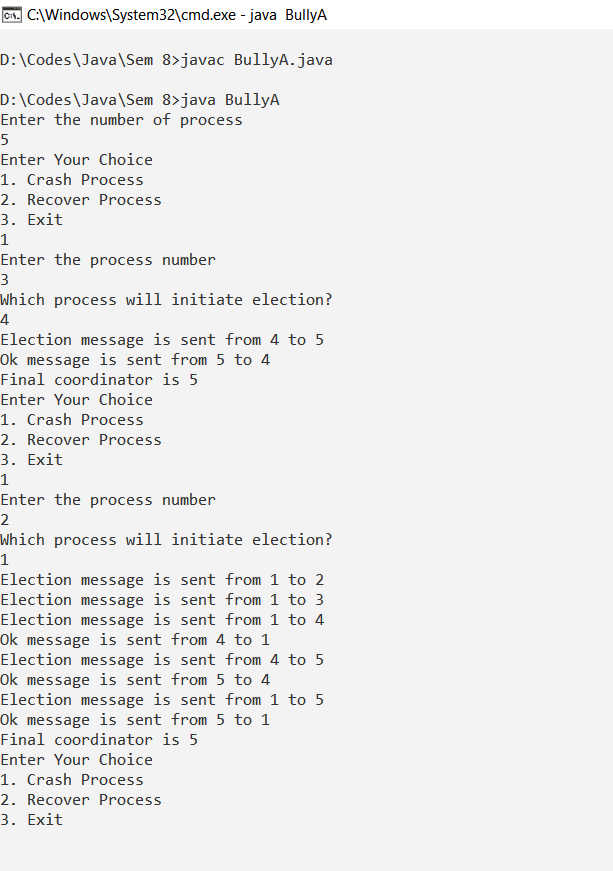 C:\Windows\System32\cmd.exe - java  BullyA
D:\Codes\Java\Sem 8>javac BullyA.java
D:\Codes\Java\Sem 8>java BullyA
Enter the number of process
5
Enter Your Choice
1. Crash Process
2. Recover Process
3. Exit
1
Enter the process number
3
Which process will initiate election?
4
Election message is sent from 4 to 5
Ok message is sent from 5 to 4
Final coordinator is 5
Enter Your Choice
1. Crash Process
2. Recover Process
3. Exit
1
Enter the process number
2
Which process will initiate election?
1
Election message is sent from 1 to 2
Election message is sent from 1 to 3
Election message is sent from 1 to 4
Ok message is sent from 4 to 1
Election message is sent from 4 to 5
Ok message is sent from 5 to 4
Election message is sent from 1 to 5
Ok message is sent from 5 to 1
Final coordinator is 5
Enter Your Choice
1. Crash Process
2. Recover Process
3. Exit